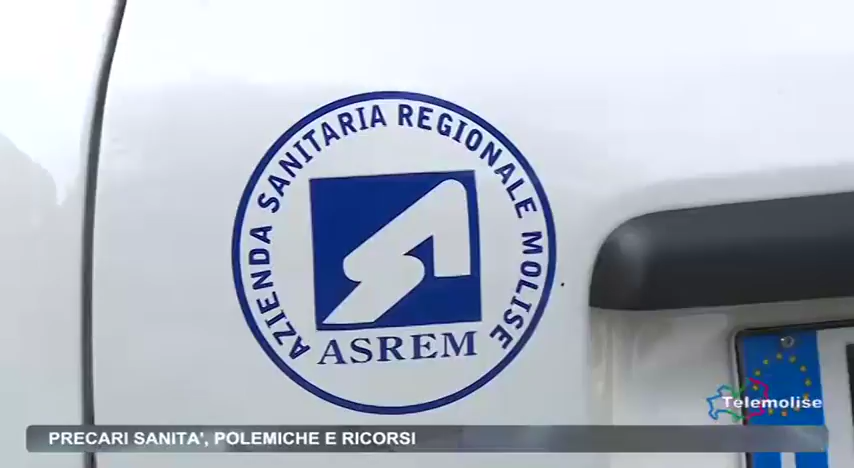 AZIENDA SANITARIA REGIONALE MOLISE
ASREM
Telemolise
PRECARI SANITA', POLEMICHE E RICORSI